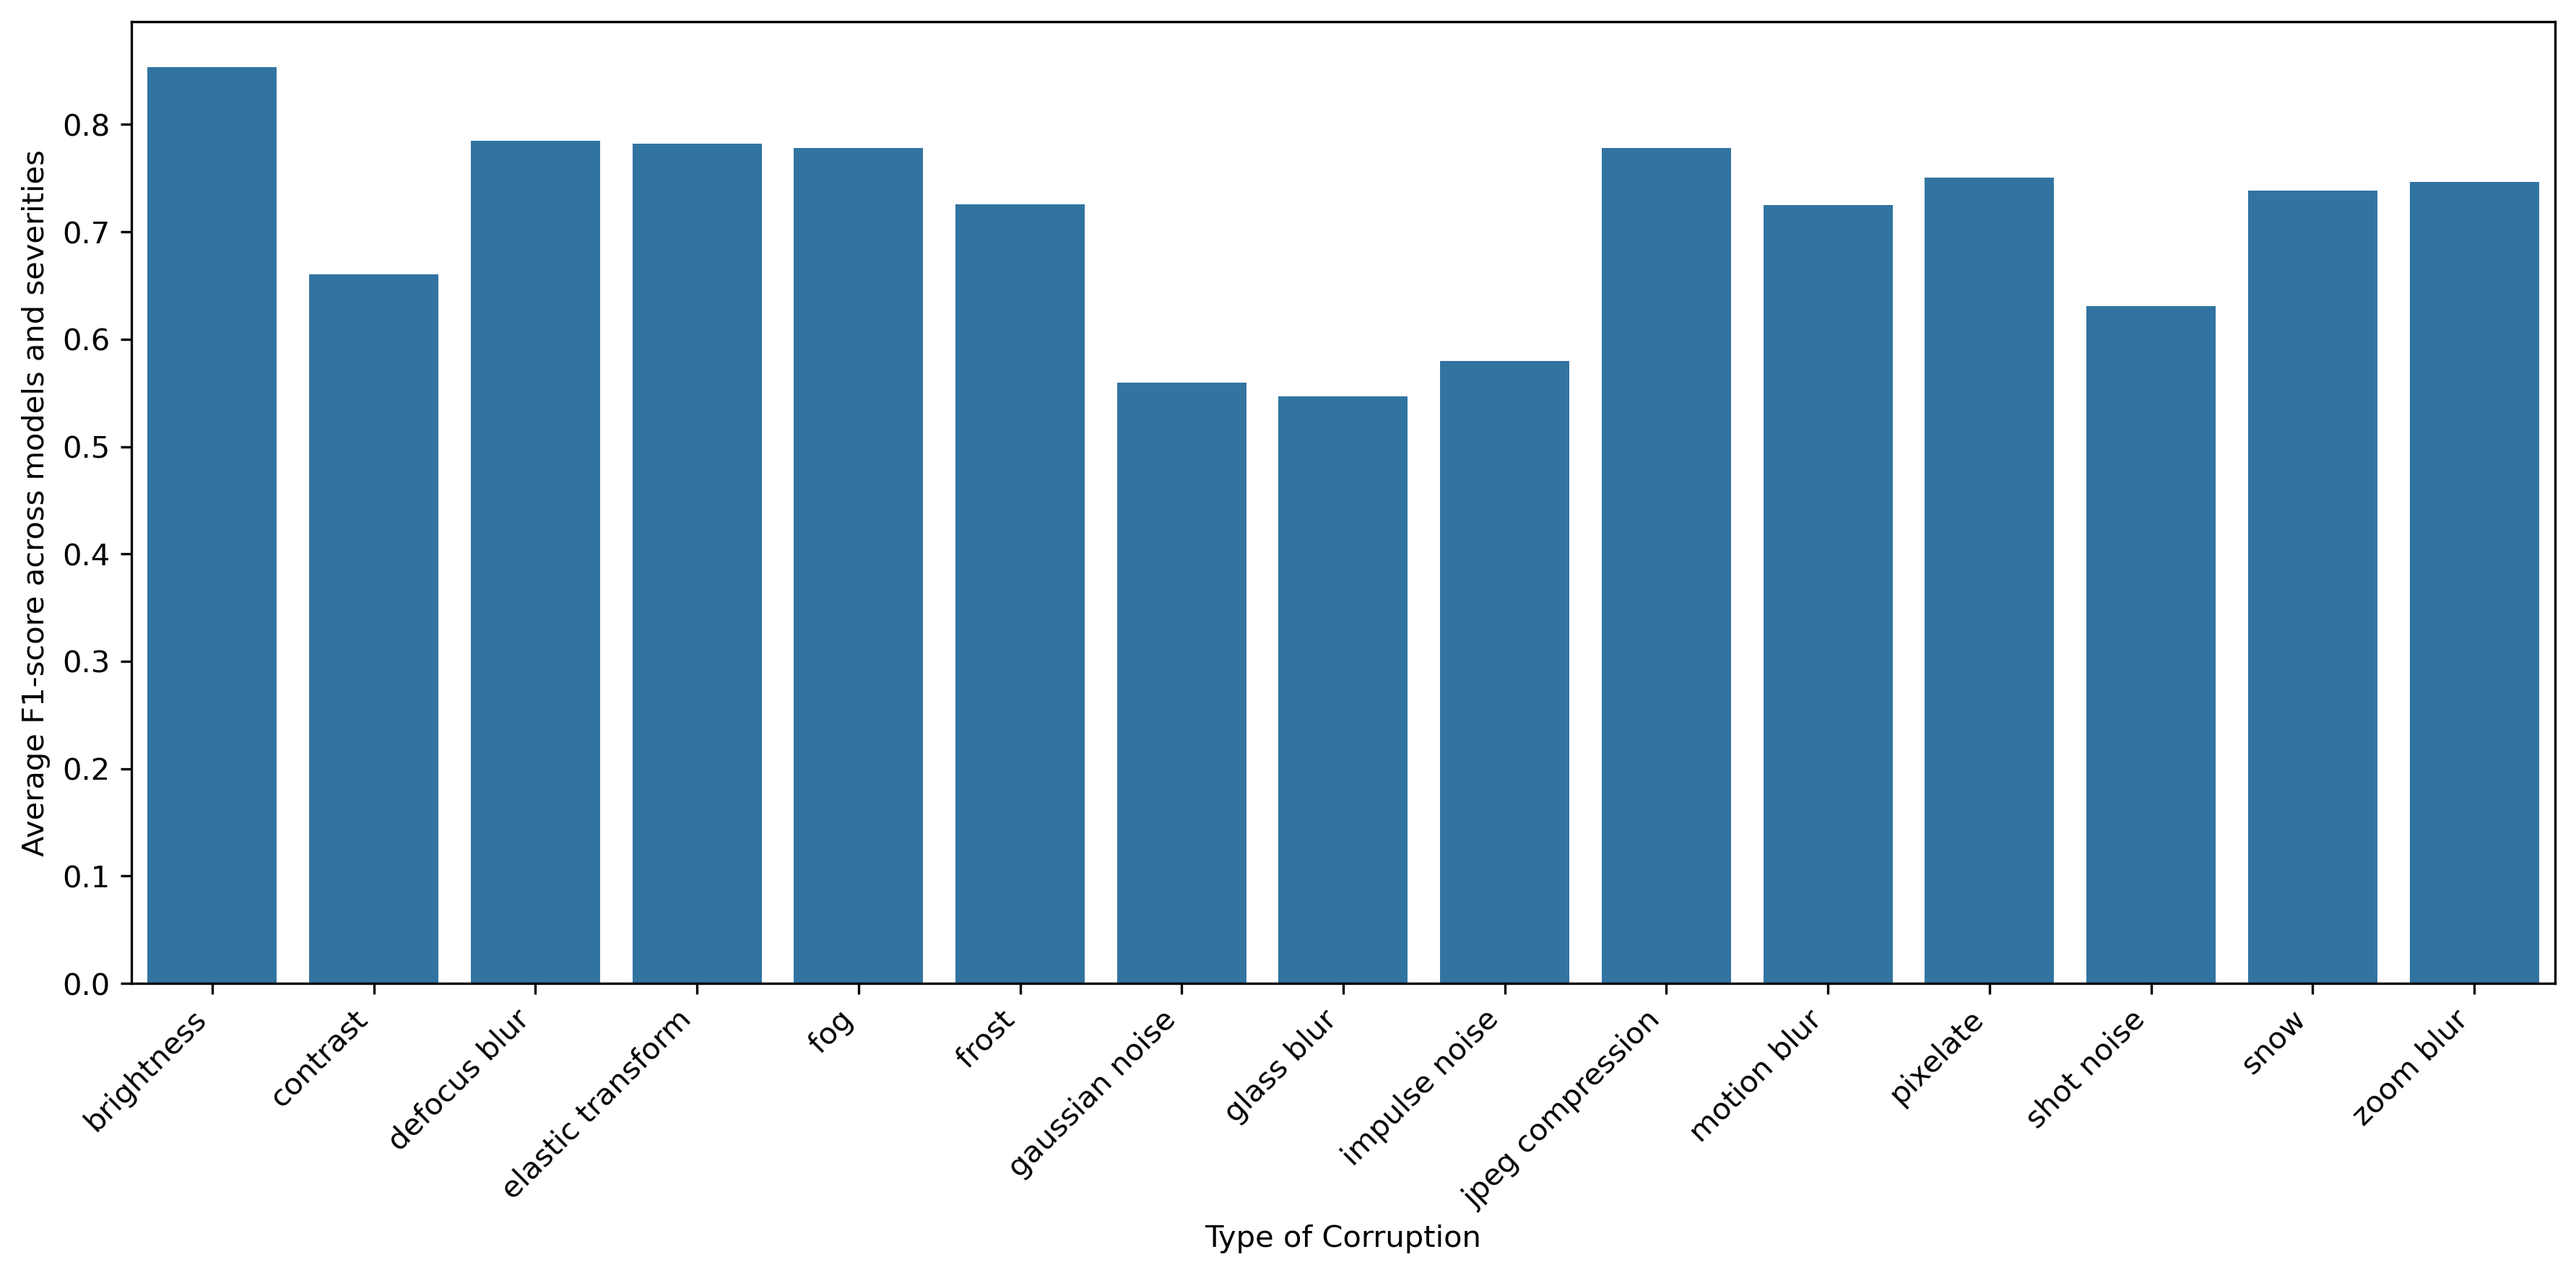 Average F1-score across models and severities
0.8
0.7
0.6
0.5
0.4
0.3
0.2
0.1
0.0
brightness
contrast
defocus blur
elastic transform
fog
frost
gaussian noise
glass blur
impulse noise
jpeg compression
motion blur
pixelate
shot noise
snow
zoom blur
Type of Corruption